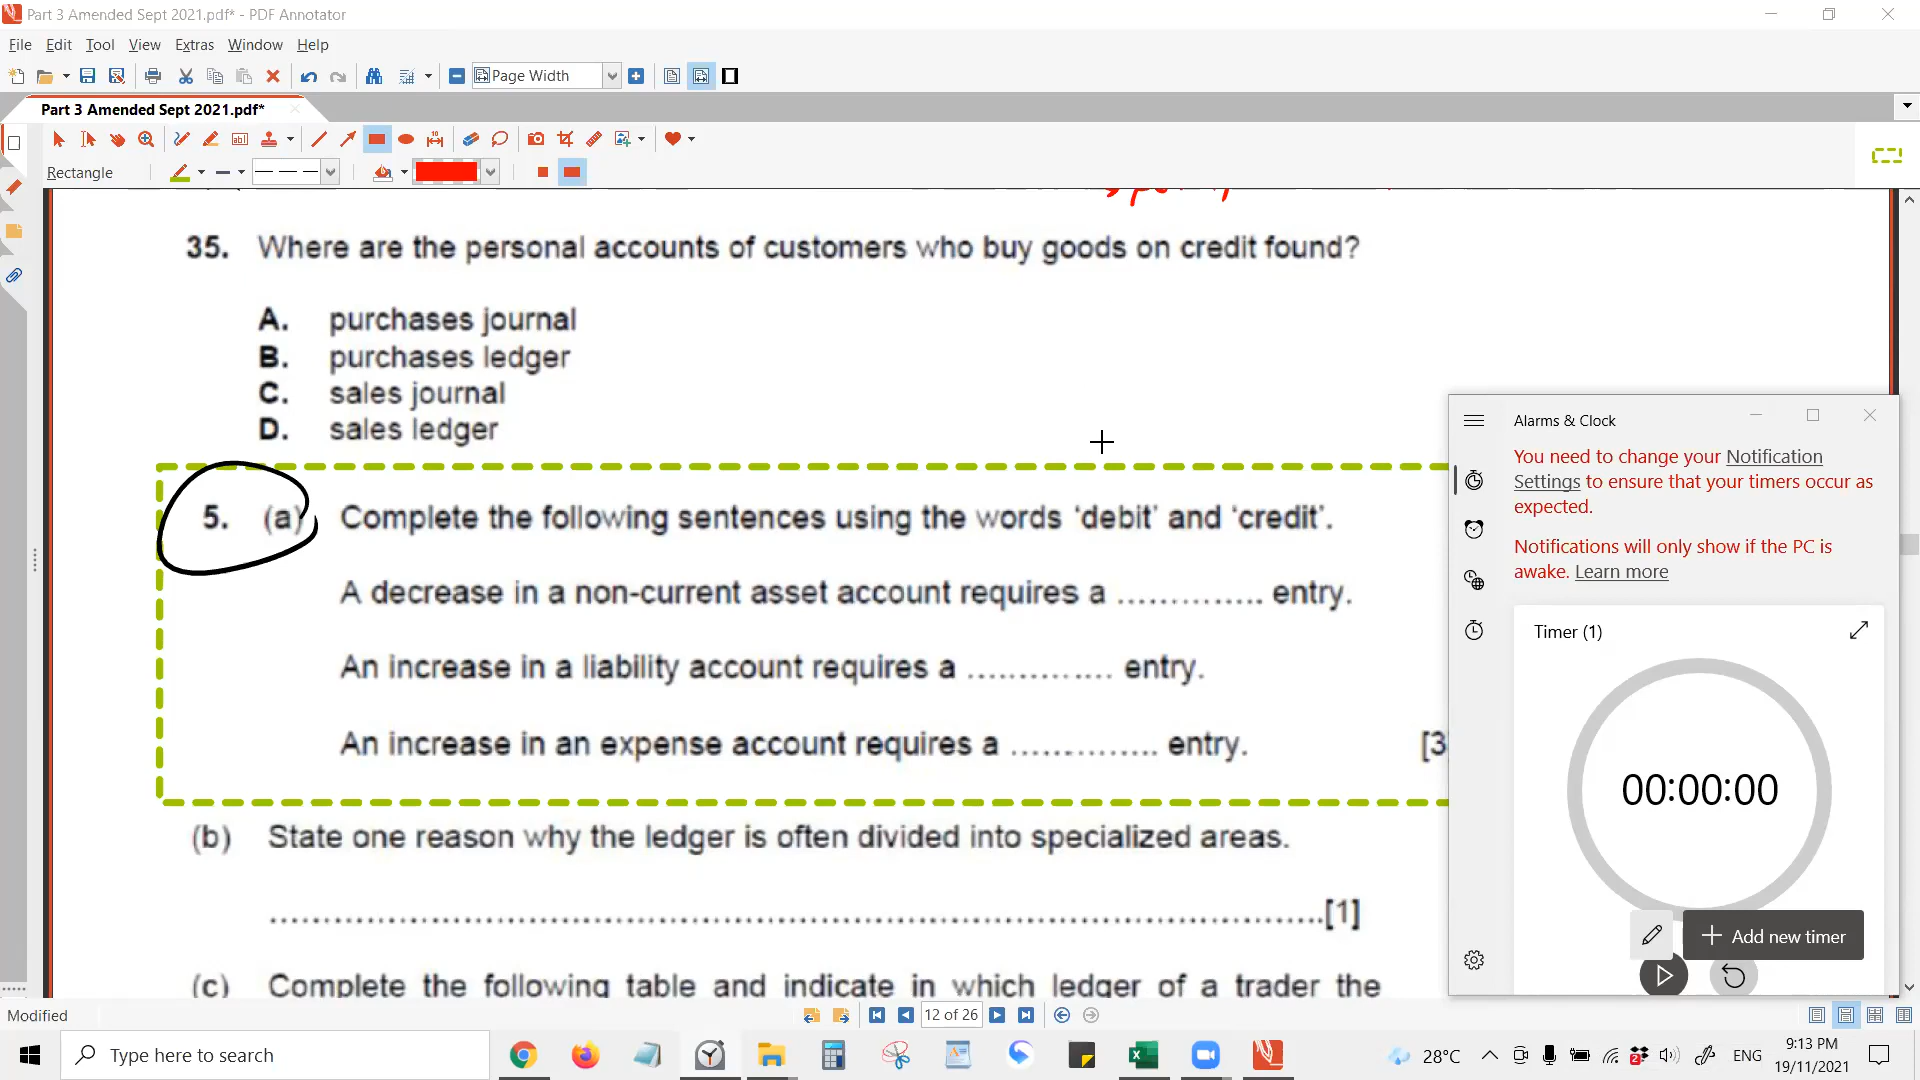 Part 3 Amended Sept 2021.pdf* - PDF Annotator
File Edit Tool View Extras Window Help
Page Width
Part 3 Amended Sept 2021.pdf*
Rectangle
35. Where are the personal accounts of customers who buy goods on credit found?
A. purchases journal
B. purchases ledger
C. sales journal
D. sales ledger
5. (a) Complete the following sentences using the words ‘debit’ and ‘credit’.
A decrease in a non-current asset account requires a .............. entry.
An increase in a liability account requires a .............. entry.
An increase in an expense account requires a .............. entry. [3
(b) State one reason why the ledger is often divided into specialized areas.
[1]
(c) Complete the following table and indicate in which ledger of a trader the
Alarms & Clock
You need to change your Notification
Settings to ensure that your timers occur as
expected.
Notifications will only show if the PC is
awake. Learn more
Timer (1)
00:00:00
Add new timer
Modified
12 of 26
Type here to search
28°C
ENG
9:13 PM
19/11/2021